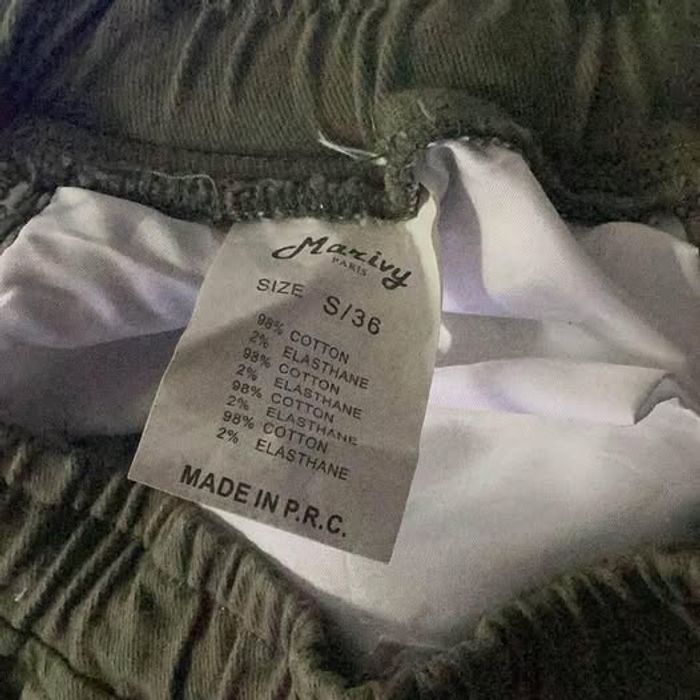 Marivy
PARIS
SIZE S/36
98% COTTON
2% ELASTHANE
98% COTTON
2% ELASTHANE
98% COTTON
2% ELASTHANE
98% COTTON
2% ELASTHANE
MADE IN P.R.C.